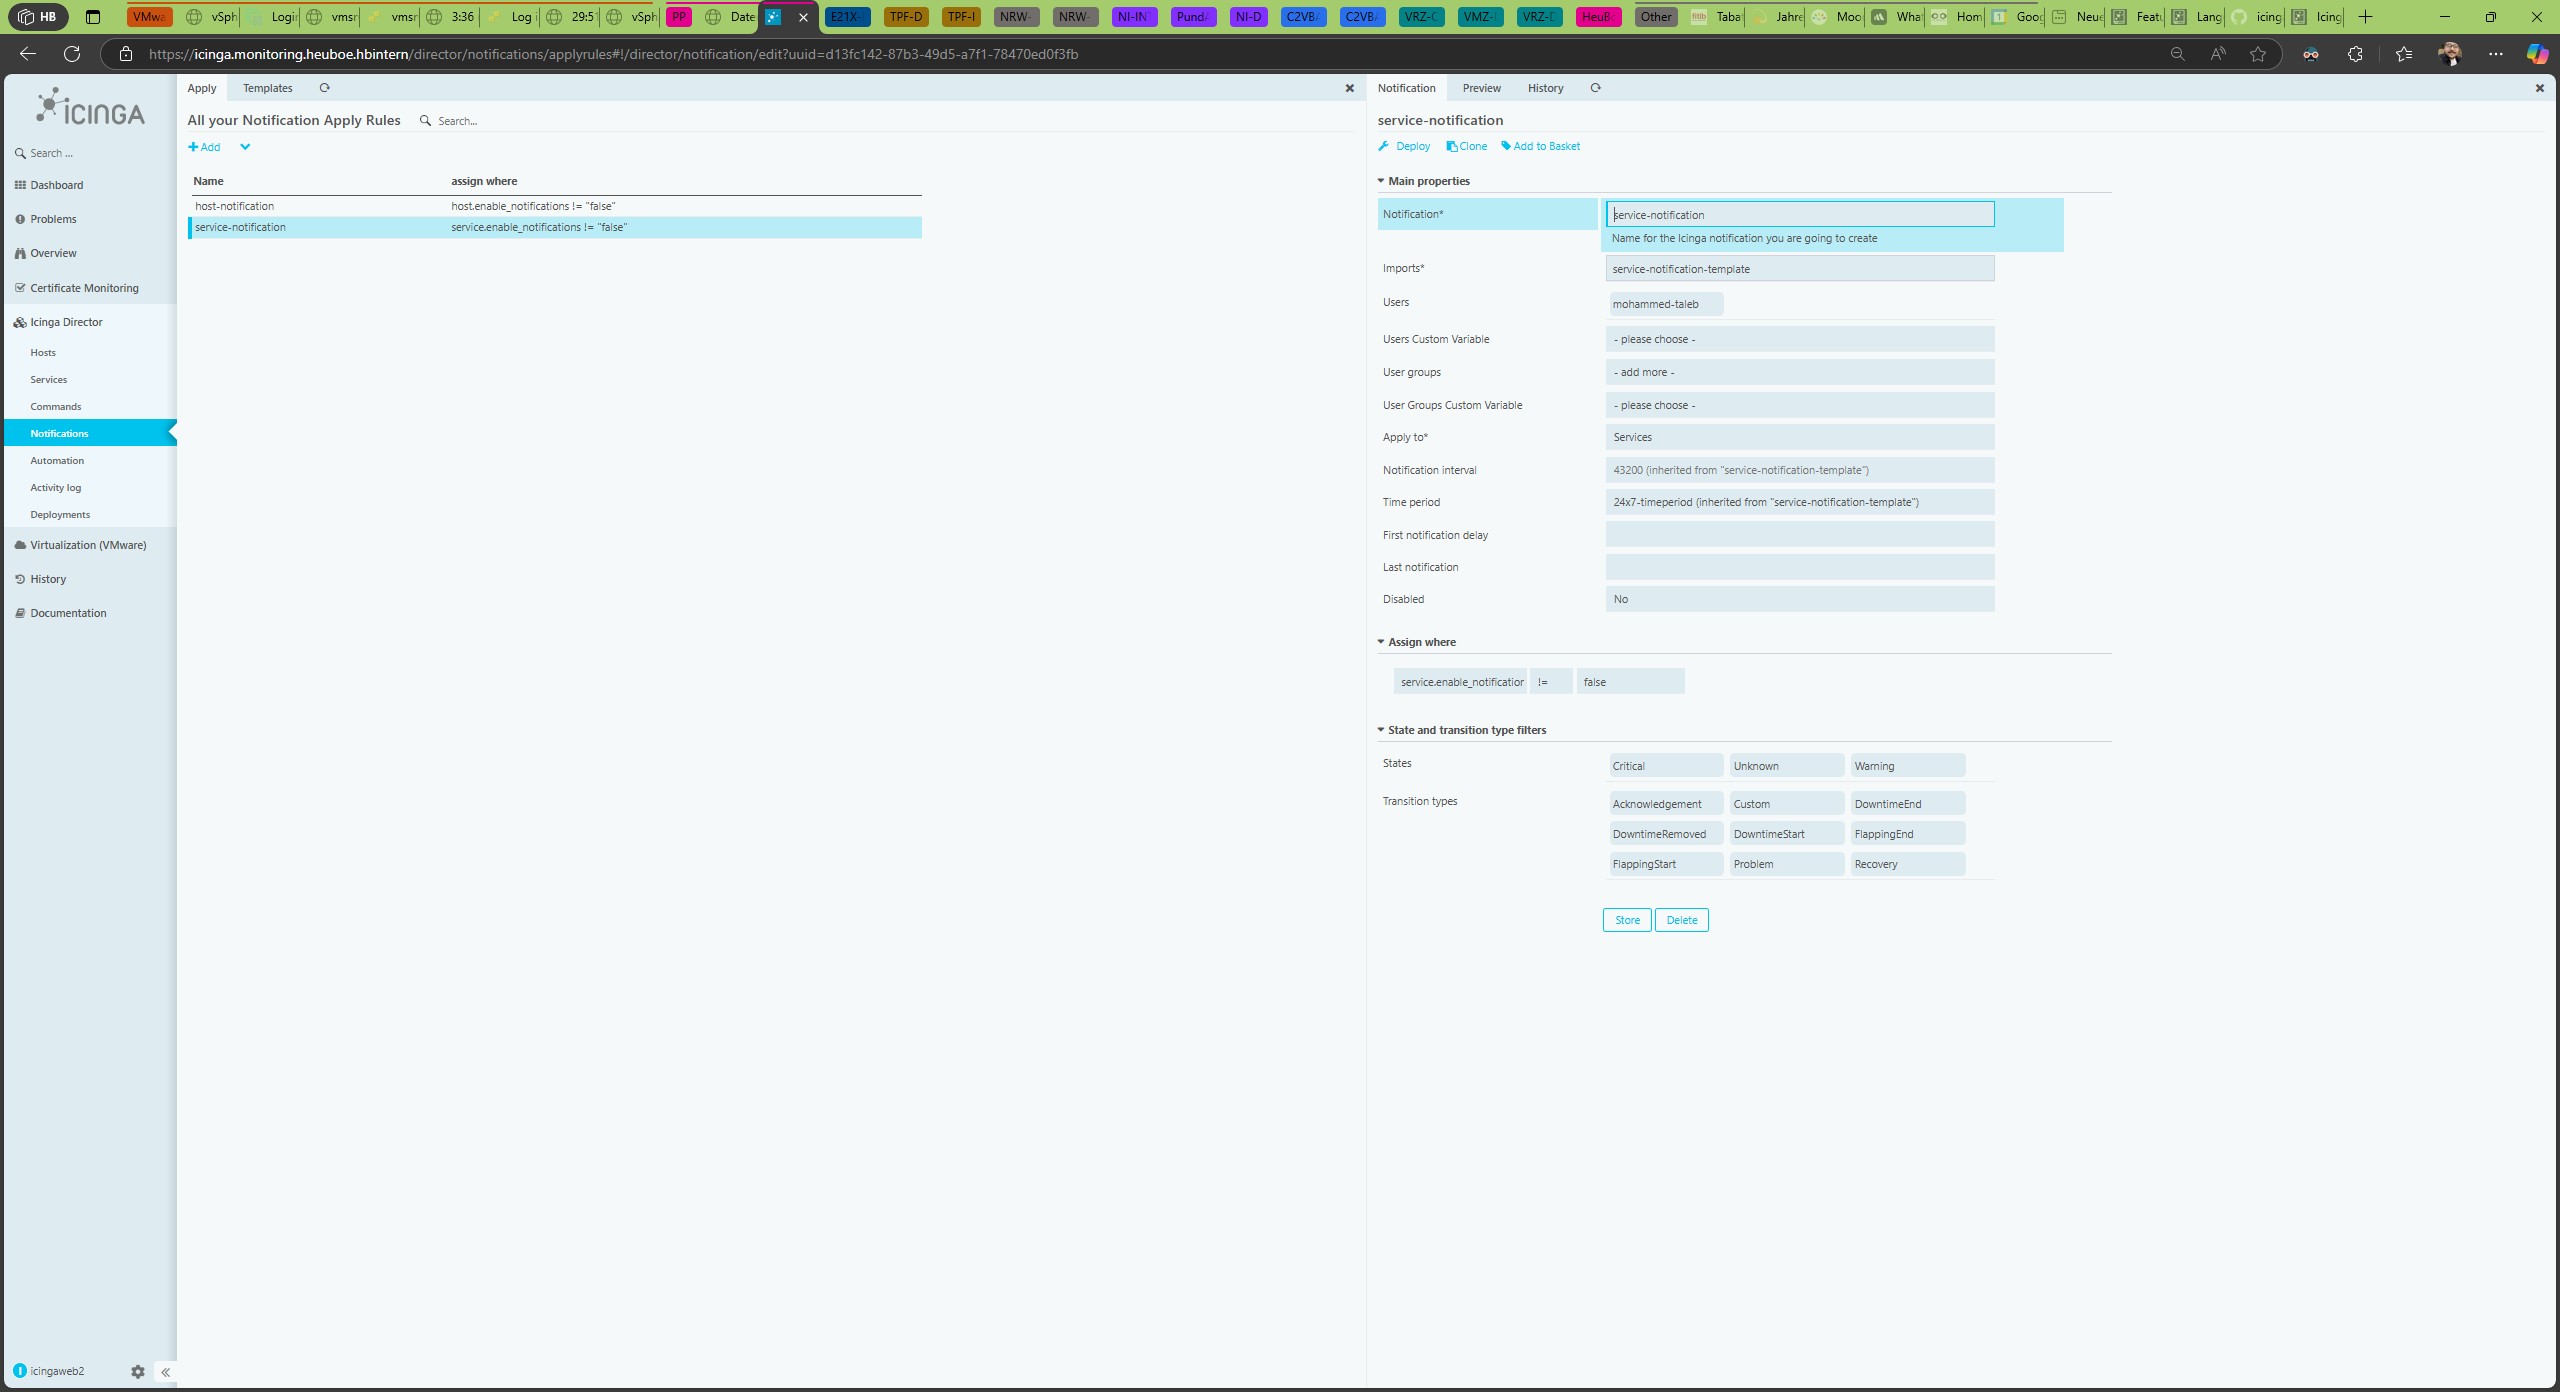 HB VMwa vSph Logir vmsr vmsr 3:36 Log i 29:51 vSph PP Date E21X- TPF-D TPF-I NRW- NRW- NI-IN PundA NI-D C2VBA C2VBA VRZ-C VMZ- VRZ-D HeuBo Other Taba Jahre Moo Wha Hom Goog Neue Featu Lang icing Icing
https://icinga.monitoring.heuboe.hbintern/director/notifications/applyrules#!/director/notification/edit?uuid=d13fc142-87b3-49d5-a7f1-78470ed0f3fb
ICINGA
Search ...
Dashboard
Problems
Overview
Certificate Monitoring
Icinga Director
Hosts
Services
Commands
Notifications
Automation
Activity log
Deployments
Virtualization (VMware)
History
Documentation
icingaweb2
Apply Templates
All your Notification Apply Rules Search...
Add
Name assign where
host-notification host.enable_notifications != "false"
service-notification service.enable_notifications != "false"
Notification Preview History
service-notification
Deploy Clone Add to Basket
Main properties
Notification* service-notification
Name for the Icinga notification you are going to create
Imports* service-notification-template
Users mohammed-taleb
Users Custom Variable - please choose -
User groups - add more -
User Groups Custom Variable - please choose -
Apply to* Services
Notification interval 43200 (inherited from "service-notification-template")
Time period 24x7-timeperiod (inherited from "service-notification-template")
First notification delay
Last notification
Disabled No
Assign where
service.enable_notification != false
State and transition type filters
States Critical Unknown Warning
Transition types Acknowledgement Custom DowntimeEnd
DowntimeRemoved DowntimeStart FlappingEnd
FlappingStart Problem Recovery
Store Delete